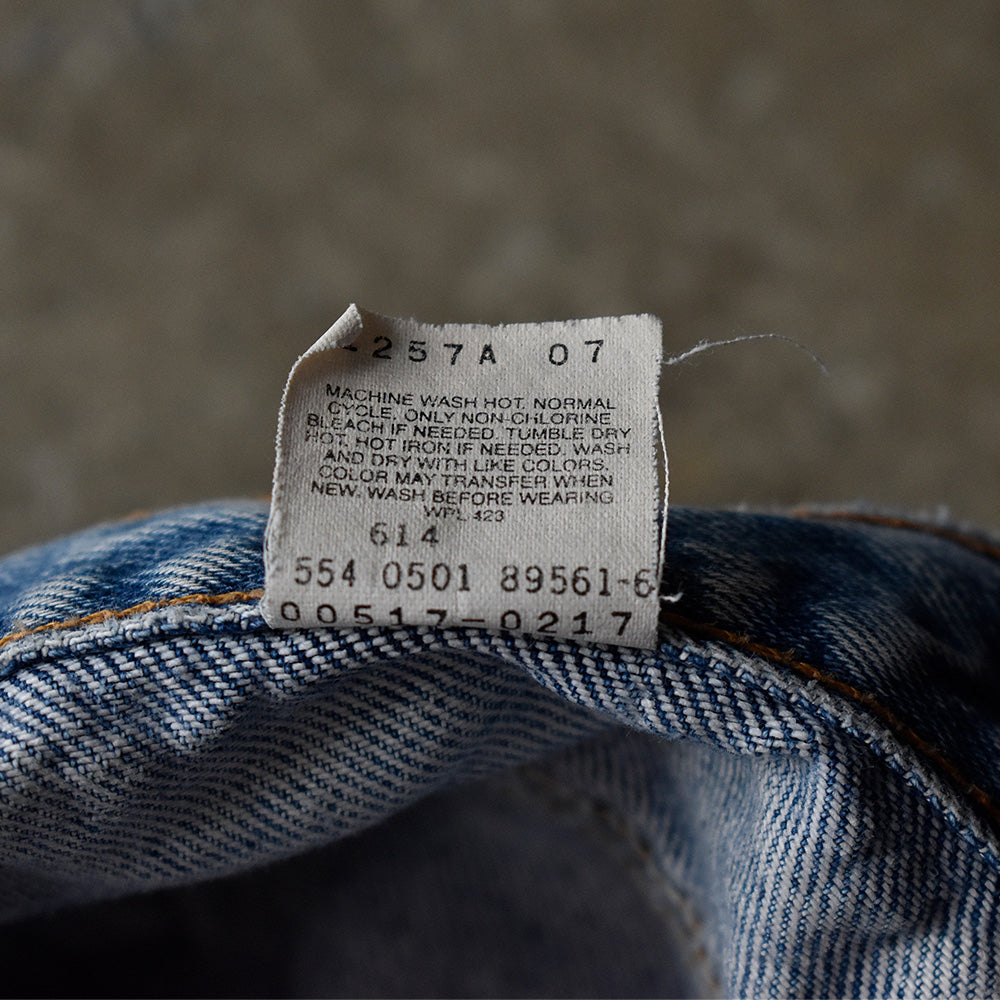 257A 07
MACHINE WASH HOT, NORMAL
CYCLE, ONLY NON-CHLORINE
BLEACH IF NEEDED. TUMBLE DRY
HOT, HOT IRON IF NEEDED. WASH
AND DRY WITH LIKE COLORS.
COLOR MAY TRANSFER WHEN
NEW. WASH BEFORE WEARING
WPL 423
614
554 0501 89561-6
00517-0217